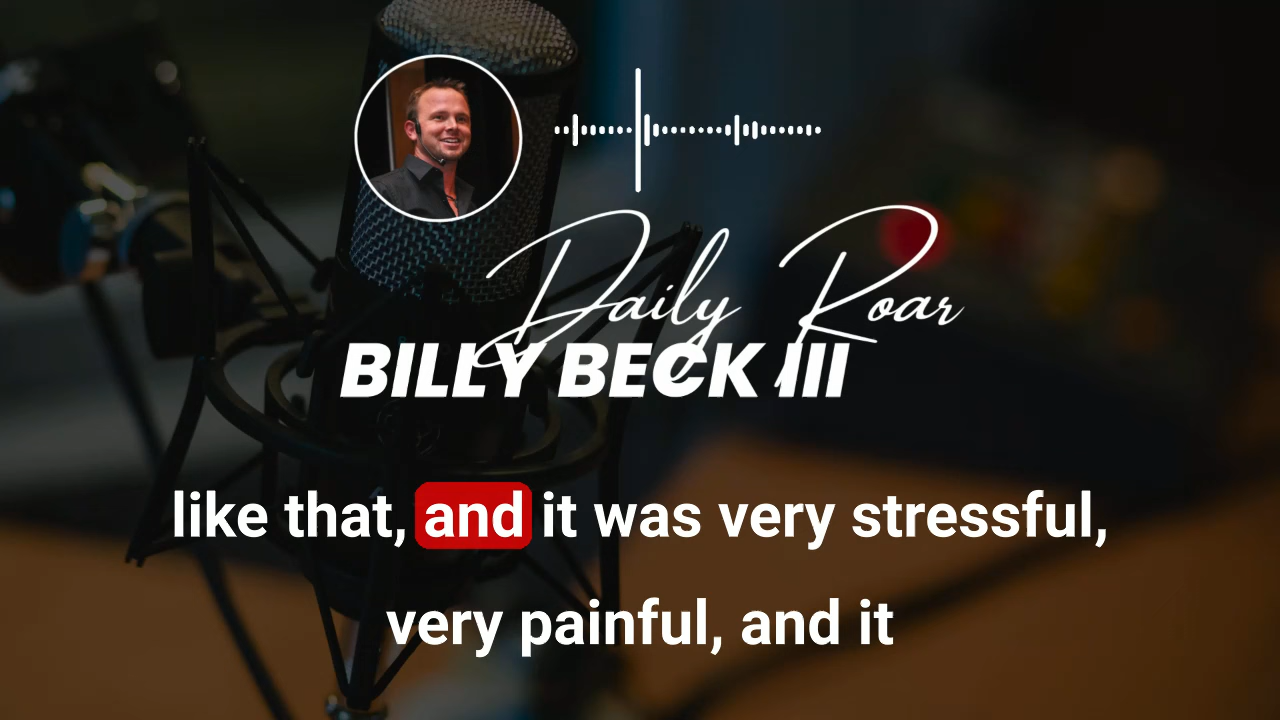 Daily Roar
BILLY BECK III
like that, and it was very stressful,
very painful, and it